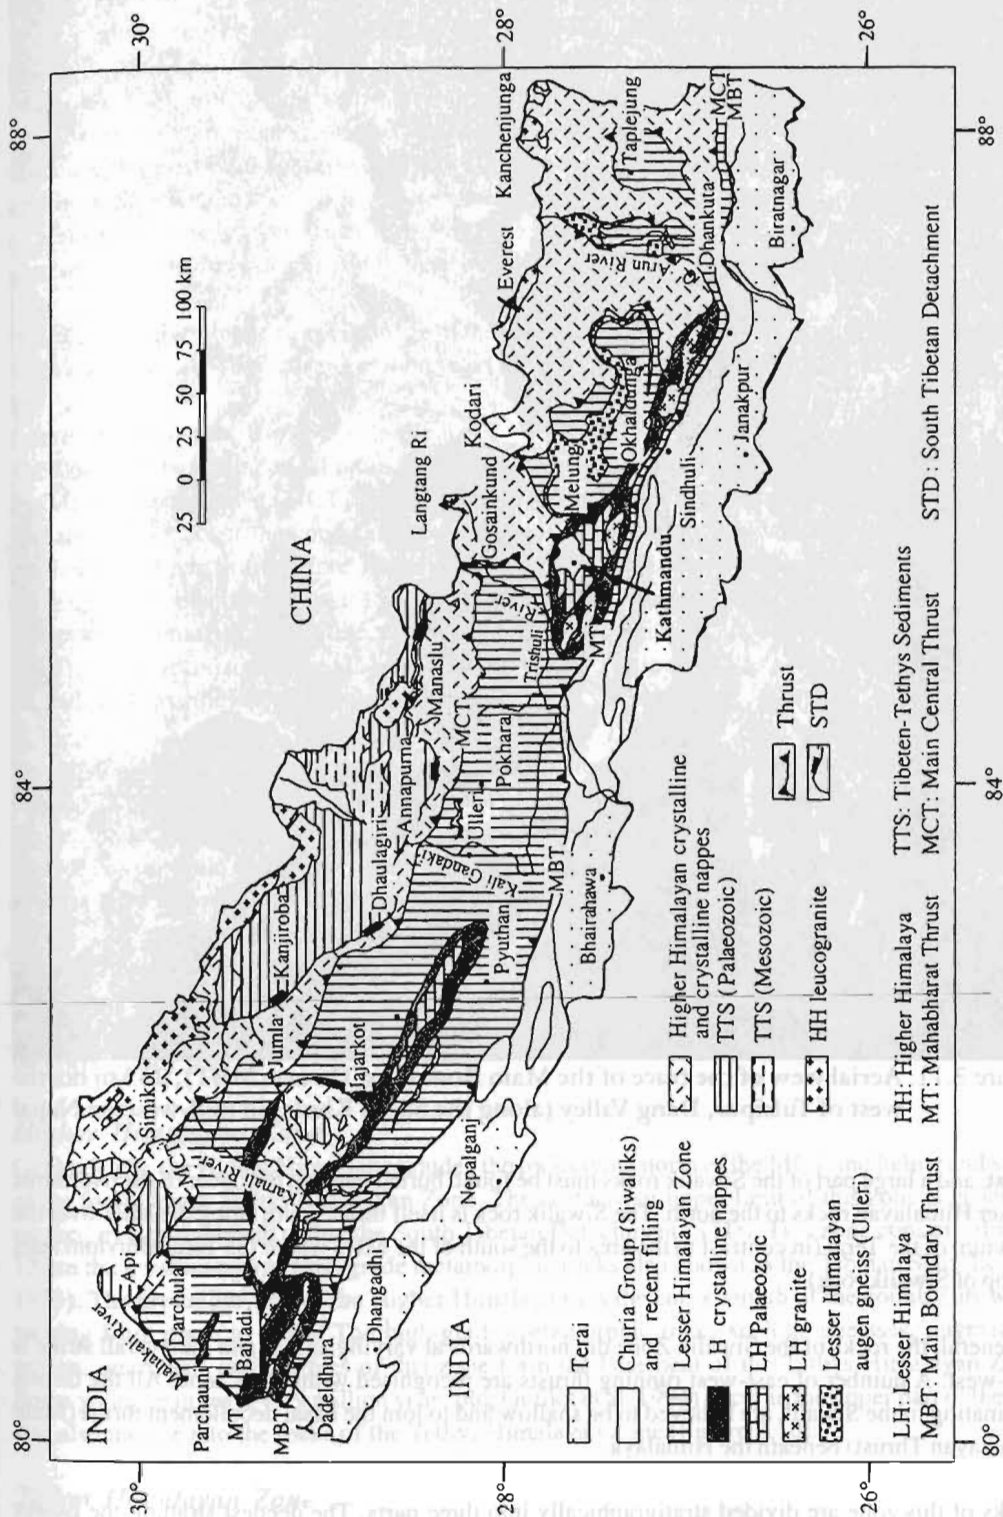 80°
84°
88°
30°
28°
26°
30°
28°
26°
80°
84°
88°
INDIA
CHINA
INDIA
25 0 25 50 75 100 km
Mahakali River
Api
Simikot
Darchula
Parchauni
Baitadi
MT
Dadeldhura
Dhangadhi
MCT
Karnali River
Jumla
Jajarkot
Nepalganj
Kanjiroba
Dhaulagiri
Annapurna
Manaslu
MCT
Ulleri
Kali Gandaki
Pokhara
Pyuthan
MBT
Bhairahawa
Langtang Ri
Gosankund
Trishuli River
MT
Kathmandu
Kodari
Melung
Okhaldunga
Sindhuli
Janakpur
Everest
Kanchenjunga
Arun River
Taplejung
Dhankuta
MCT
MBT
Biratnagar
Terai
Churia Group(Siwaliks)
and recent filling
Lesser Himalayan Zone
LH crystalline nappes
LH Palaeozoic
LH granite
Lesser Himalayan
augen gneiss(Ulleri)
Higher Himalayan crystalline
and crystalline nappes
TTS (Palaeozoic)
TTS (Mesozoic)
HH leucogranite
Thrust
STD
LH: Lesser Himalaya
HH: Higher Himalaya
TTS: Tibeten-Tethys Sediments
MBT: Main Boundary Thrust
MT: Mahabharat Thrust
MCT: Main Central Thrust
STD : South Tibetan Detachment